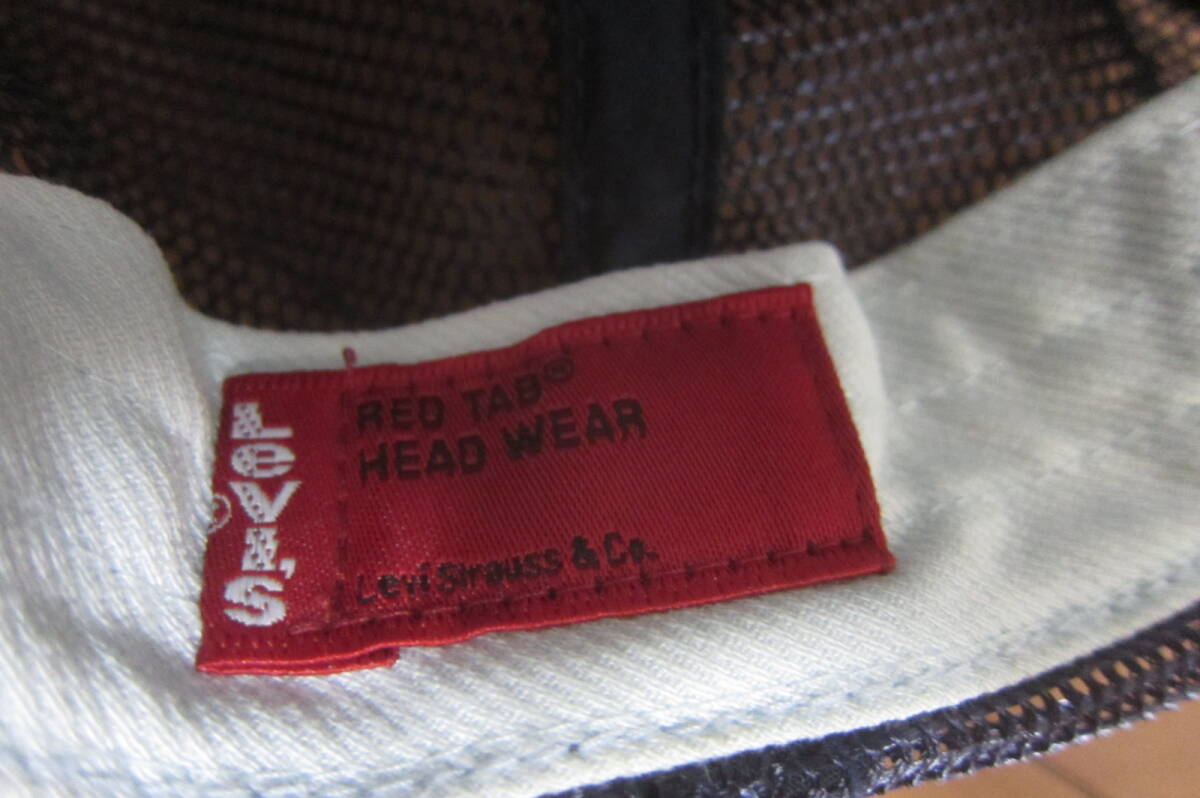 LEVI'S
®
RED TAB®
HEAD WEAR
Levi Strauss & Co.